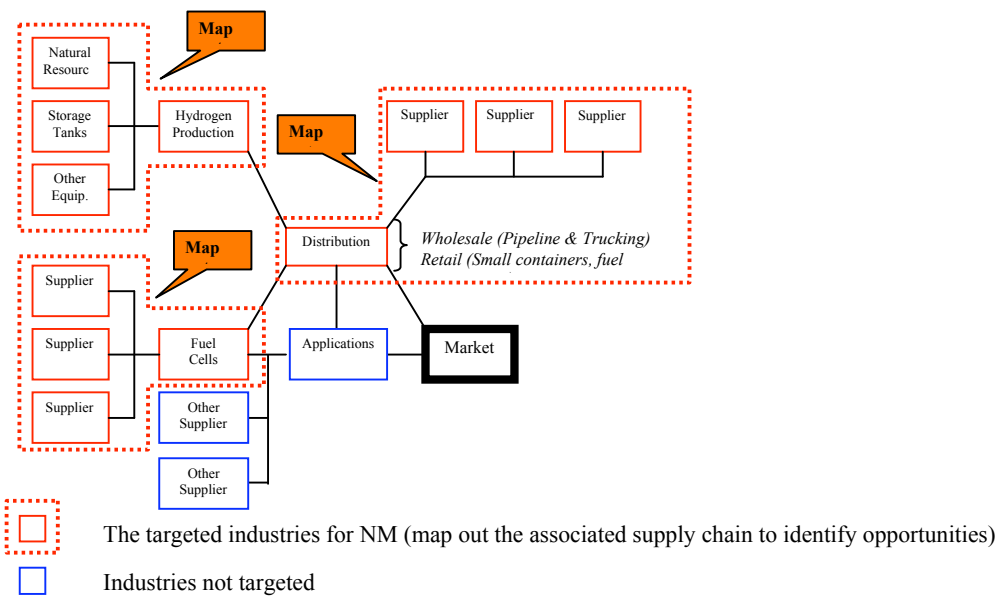 Map
Natural
Resourc
Storage
Tanks
Other
Equip.
Hydrogen
Production
Map
Supplier
Supplier
Supplier
Distribution
Wholesale (Pipeline & Trucking)
Retail (Small containers, fuel
Map
Supplier
Supplier
Supplier
Fuel
Cells
Applications
Market
Other
Supplier
Other
Supplier
The targeted industries for NM (map out the associated supply chain to identify opportunities)
Industries not targeted